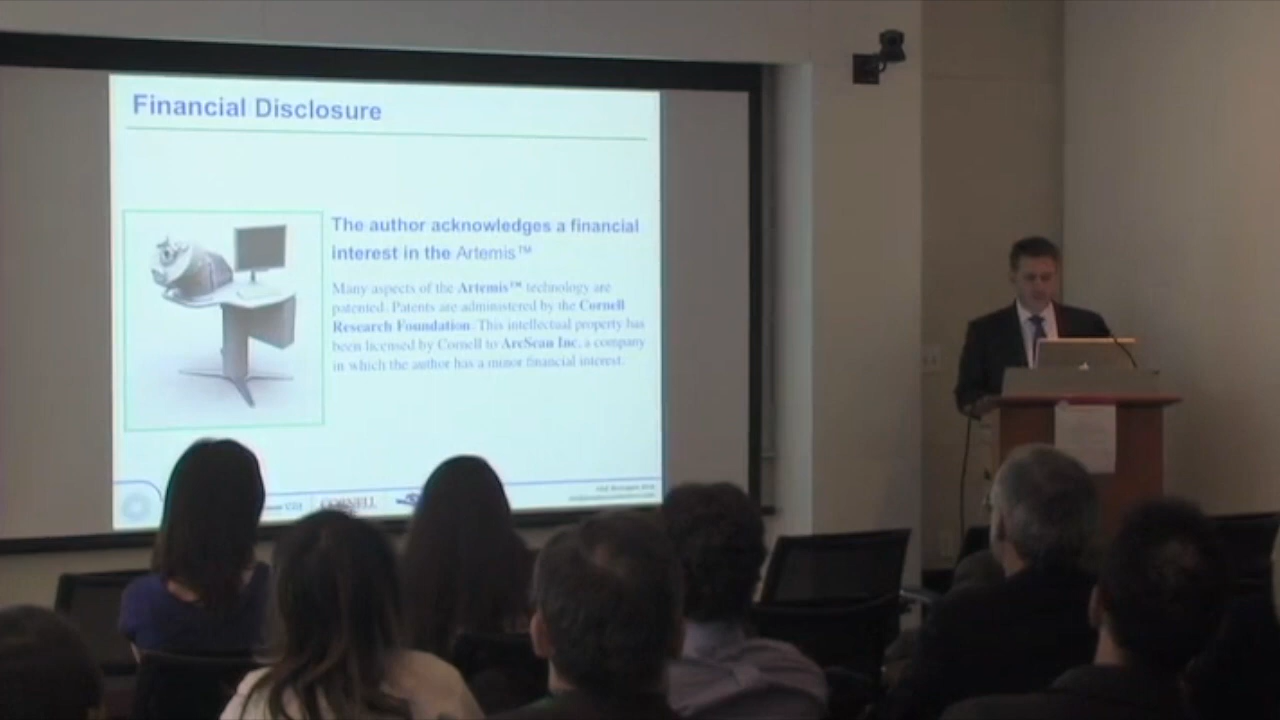 Financial Disclosure
The author acknowledges a financial
interest in the Artemis™
Many aspects of the Artemis™ technology are
patented. Patents are administered by the Cornell
Research Foundation. This intellectual property has
been licensed by Cornell to ArcScan Inc, a company
in which the author has a minor financial interest.
CORNELL